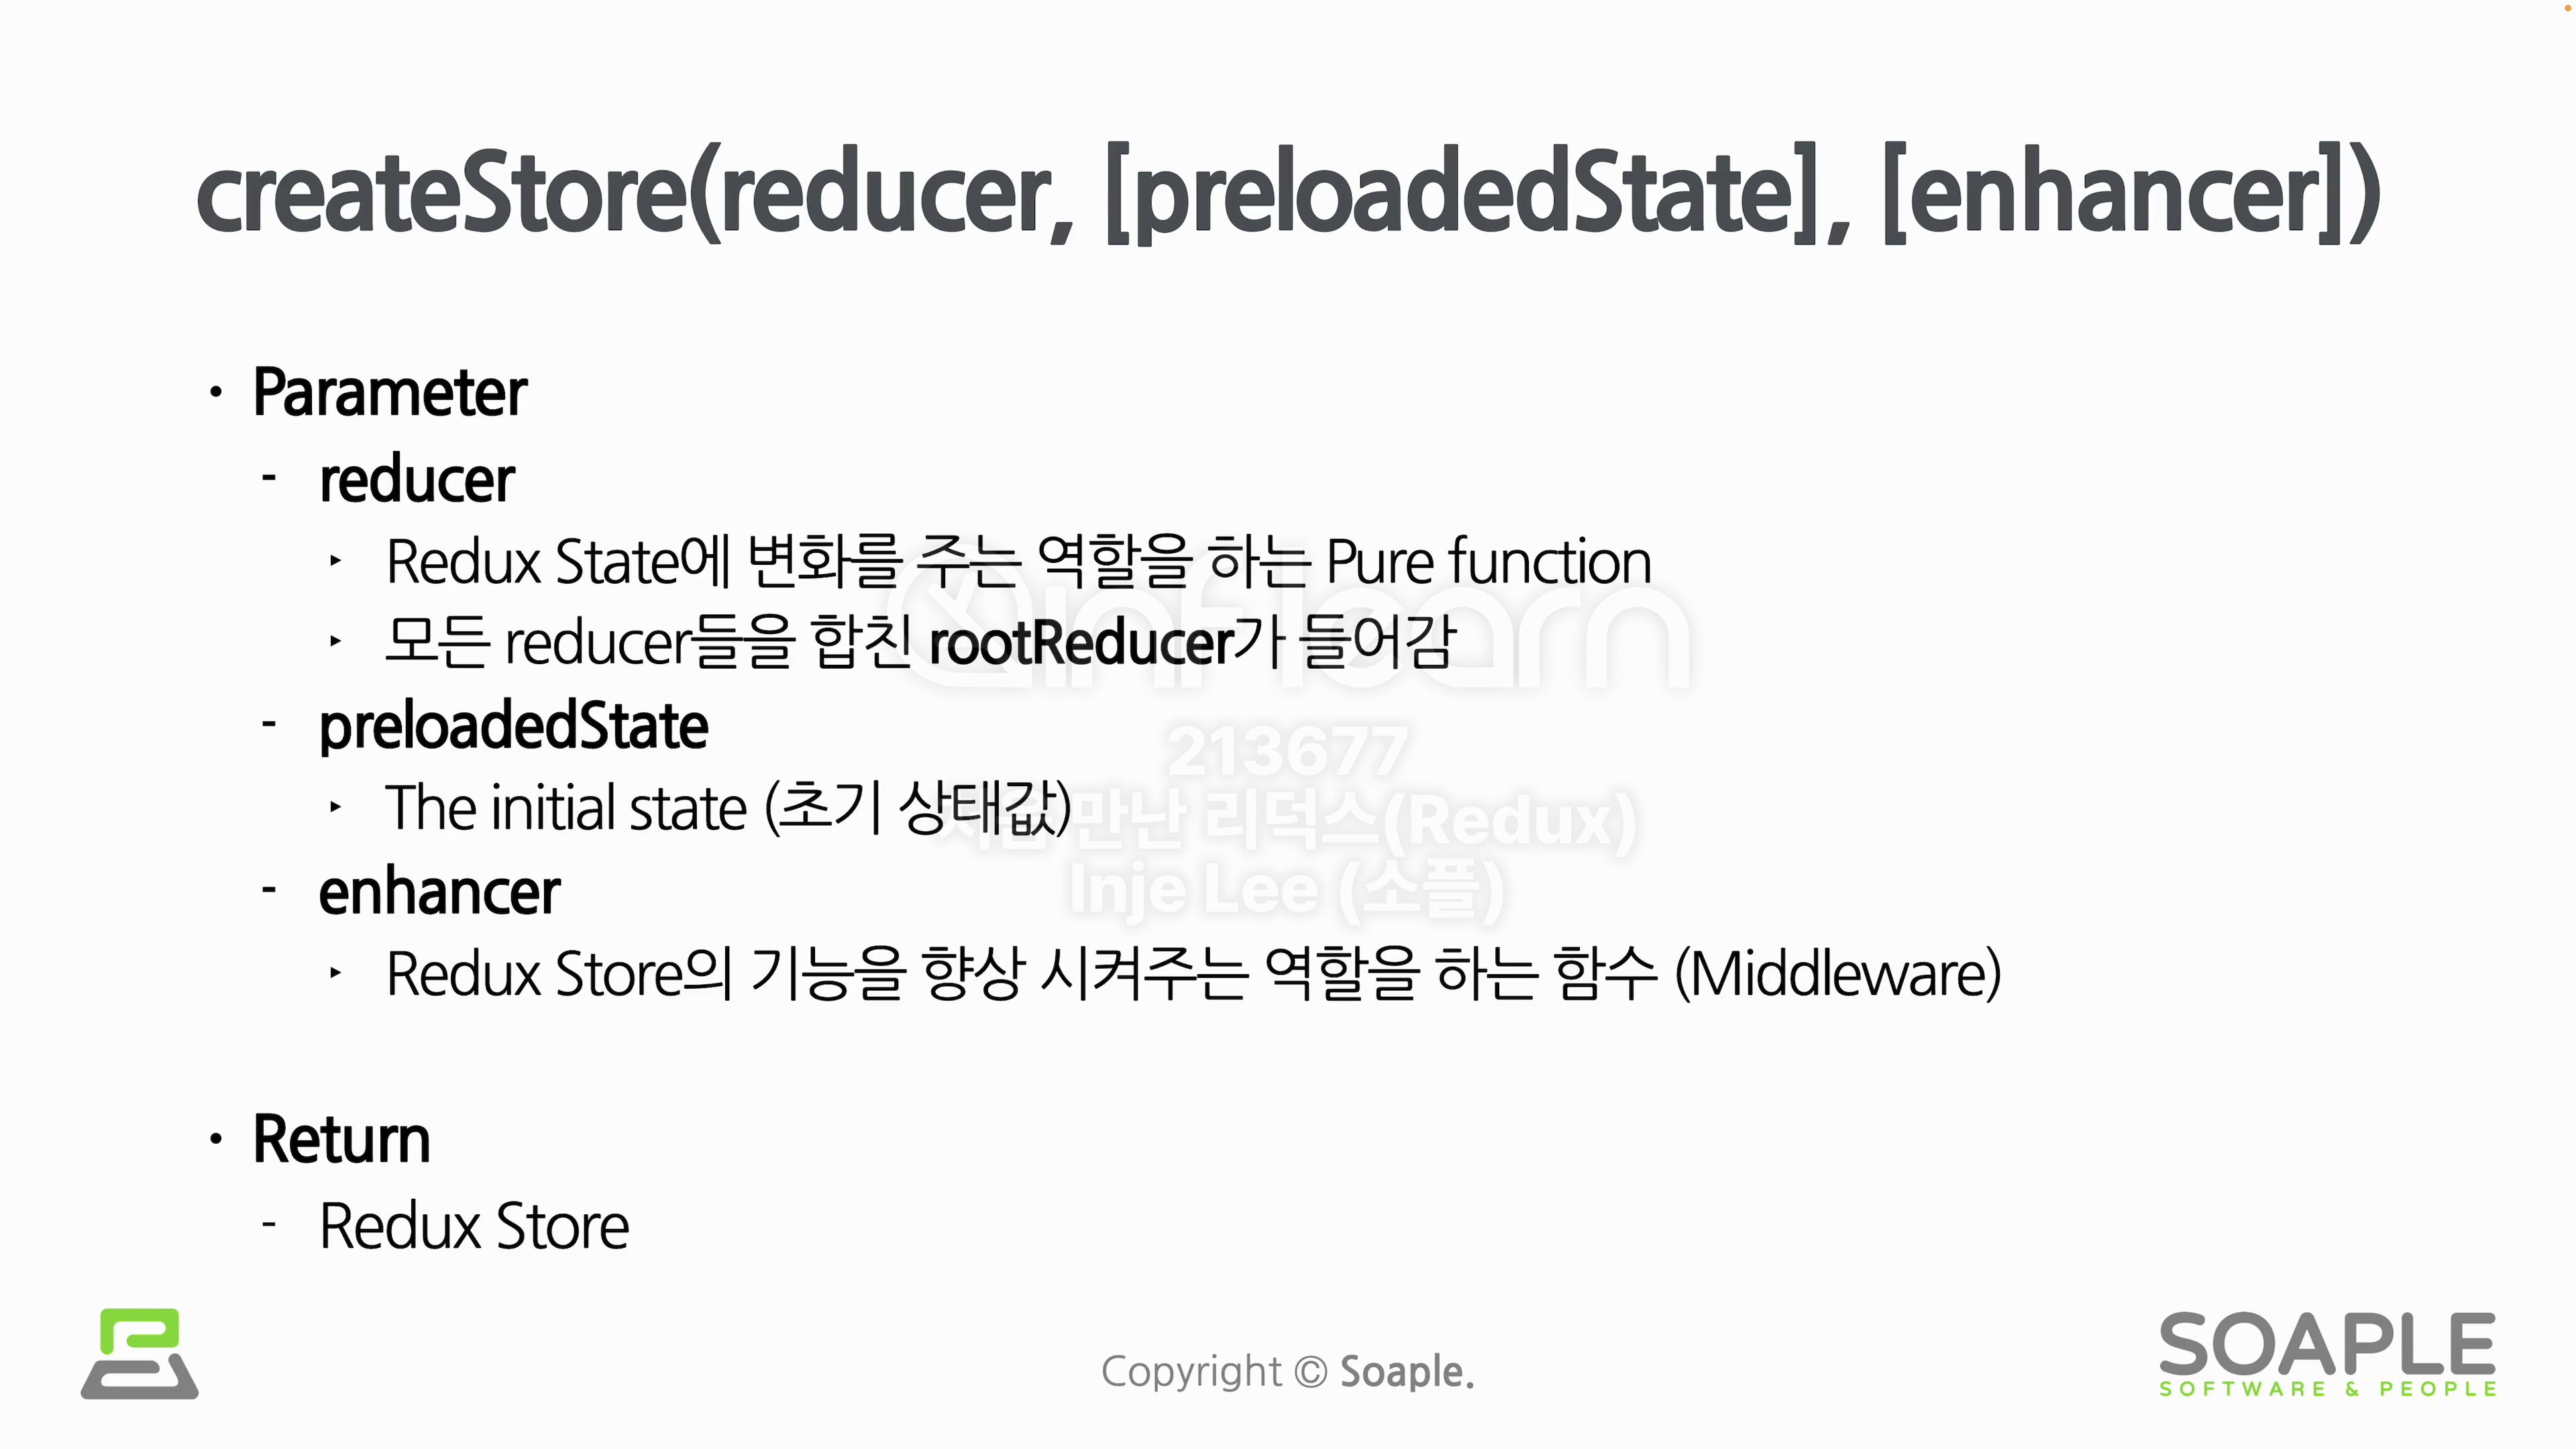 createStore(reducer, [preloadedState], [enhancer])
• Parameter
- reducer
‣ Redux State에 변화를 주는 역할을 하는 Pure function
‣ 모든 reducer들을 합친 rootReducer가 들어감
- preloadedState
‣ The initial state (초기 상태값)
- enhancer
‣ Redux Store의 기능을 향상 시켜주는 역할을 하는 함수 (Middleware)
• Return
- Redux Store
inflearn
213677
만난 리덕스(Redux)
Inje Lee (소플)
Copyright © Soaple.
SOAPLE
SOFTWARE & PEOPLE